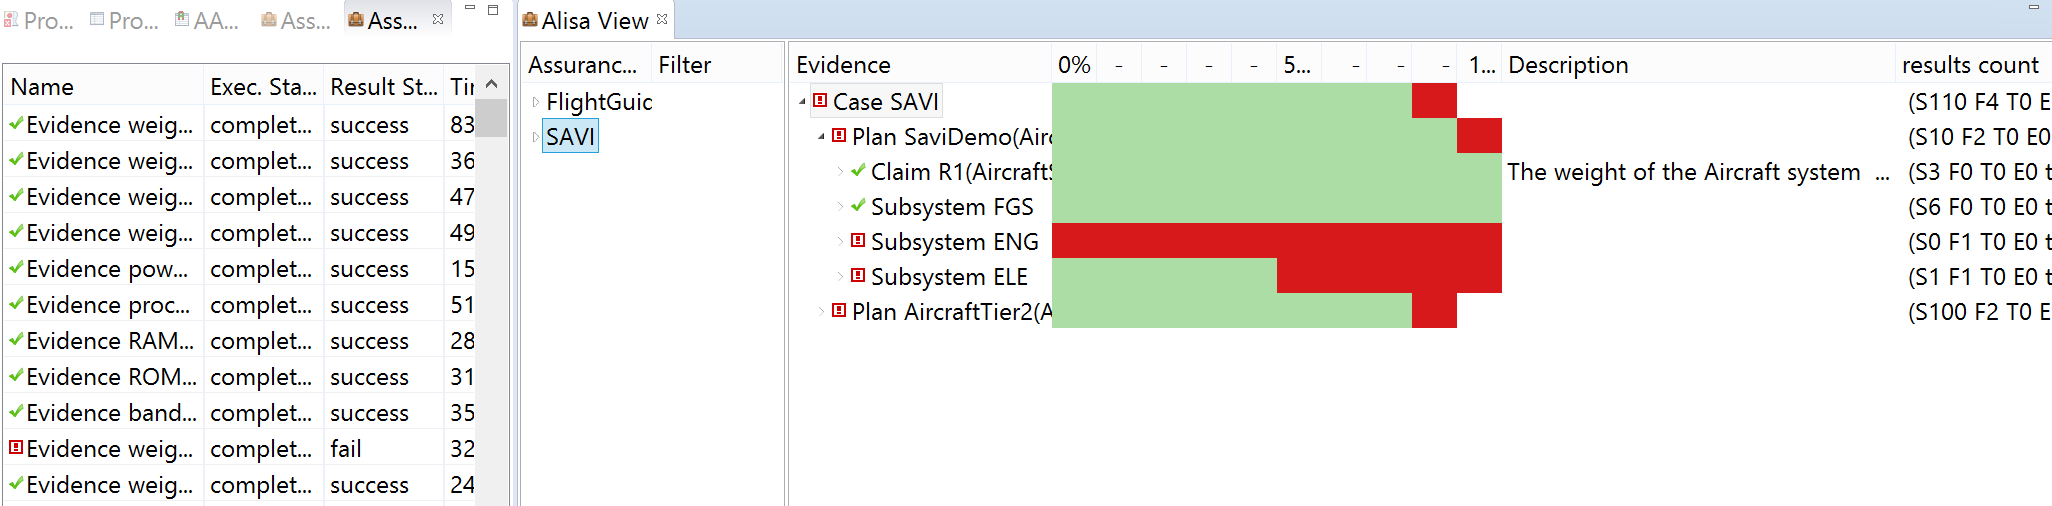 Pro... Pro... AA... Ass... Ass...
Name Exec. Sta... Result St... Tir
Evidence weig... complet... success 83
Evidence weig... complet... success 36
Evidence weig... complet... success 47
Evidence weig... complet... success 49
Evidence pow... complet... success 15
Evidence proc... complet... success 51
Evidence RAM... complet... success 28
Evidence ROM... complet... success 31
Evidence band... complet... success 35
Evidence weig... complet... fail 32
Evidence weig... complet... success 24
Alisa View
Assuranc... Filter
FlightGuid
SAVI
Evidence 0% - - - - 5... - - - 1... Description results count
Case SAVI (S110 F4 T0 E
Plan SaviDemo(Airc (S10 F2 T0 E0
Claim R1(AircraftS The weight of the Aircraft system ... (S3 F0 T0 E0 t
Subsystem FGS (S6 F0 T0 E0 t
Subsystem ENG (S0 F1 T0 E0 t
Subsystem ELE (S1 F1 T0 E0 t
Plan AircraftTier2(A (S100 F2 T0 E